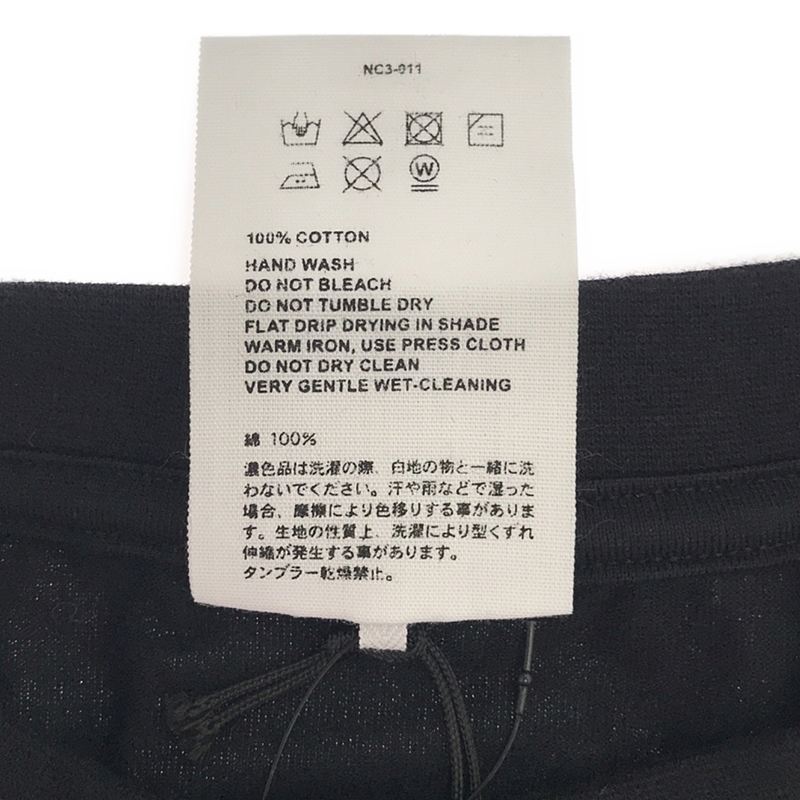 NC3-011
W
100% COTTON
HAND WASH
DO NOT BLEACH
DO NOT TUMBLE DRY
FLAT DRIP DRYING IN SHADE
WARM IRON, USE PRESS CLOTH
DO NOT DRY CLEAN
VERY GENTLE WET-CLEANING
綿 100%
濃色品は洗濯の際、白地の物と一緒に洗
わないでください。汗や雨などで湿った
場合、摩擦により色移りする事がありま
す。生地の性質上、洗濯により型くずれ
伸縮が発生する事があります。
タンブラー乾燥禁止。